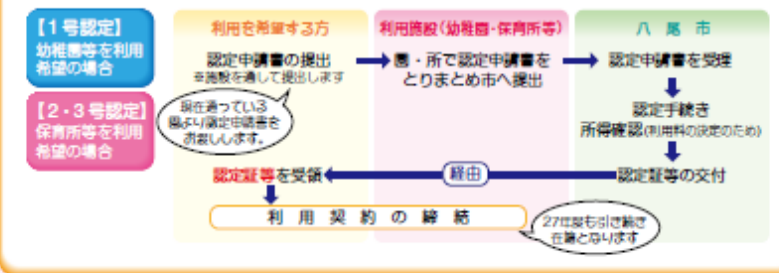 【1号認定】
幼稚園等を利用
希望の場合
【2・3号認定】
保育所等を利用
希望の場合
利用を希望する方
認定申請書の提出
※施設を通して提出します
現在通っている
園より認定申請書を
お渡しします。
認定証等を受領
利用施設(幼稚園・保育所等)
園・所で認定申請書を
とりまとめ市へ提出
経由
八尾市
認定申請書を受理
認定手続き
所得確認(利用料の決定のため)
認定証等の交付
利用契約の締結
27年度も引き続き
在籍となります